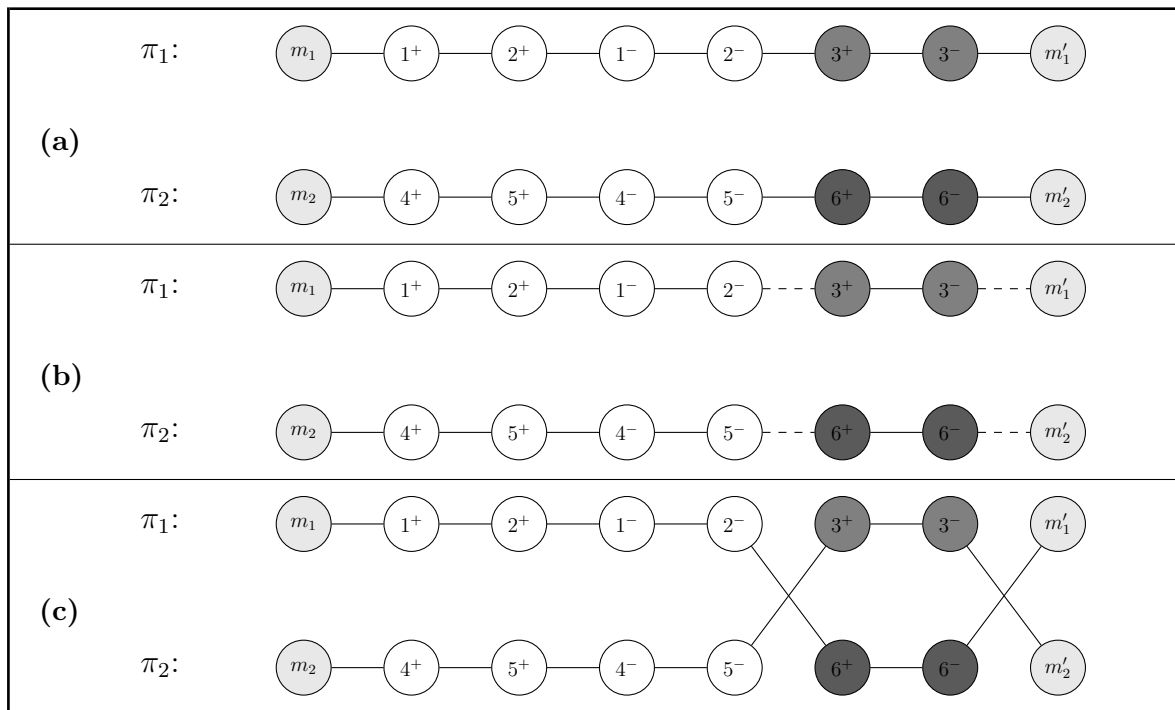 π₁: m₁ 1⁺ 2⁺ 1⁻ 2⁻ 3⁺ 3⁻ m′₁
(a)
π₂: m₂ 4⁺ 5⁺ 4⁻ 5⁻ 6⁺ 6⁻ m′₂
π₁: m₁ 1⁺ 2⁺ 1⁻ 2⁻ 3⁺ 3⁻ m′₁
(b)
π₂: m₂ 4⁺ 5⁺ 4⁻ 5⁻ 6⁺ 6⁻ m′₂
π₁: m₁ 1⁺ 2⁺ 1⁻ 2⁻ 3⁺ 3⁻ m′₁
(c)
π₂: m₂ 4⁺ 5⁺ 4⁻ 5⁻ 6⁺ 6⁻ m′₂